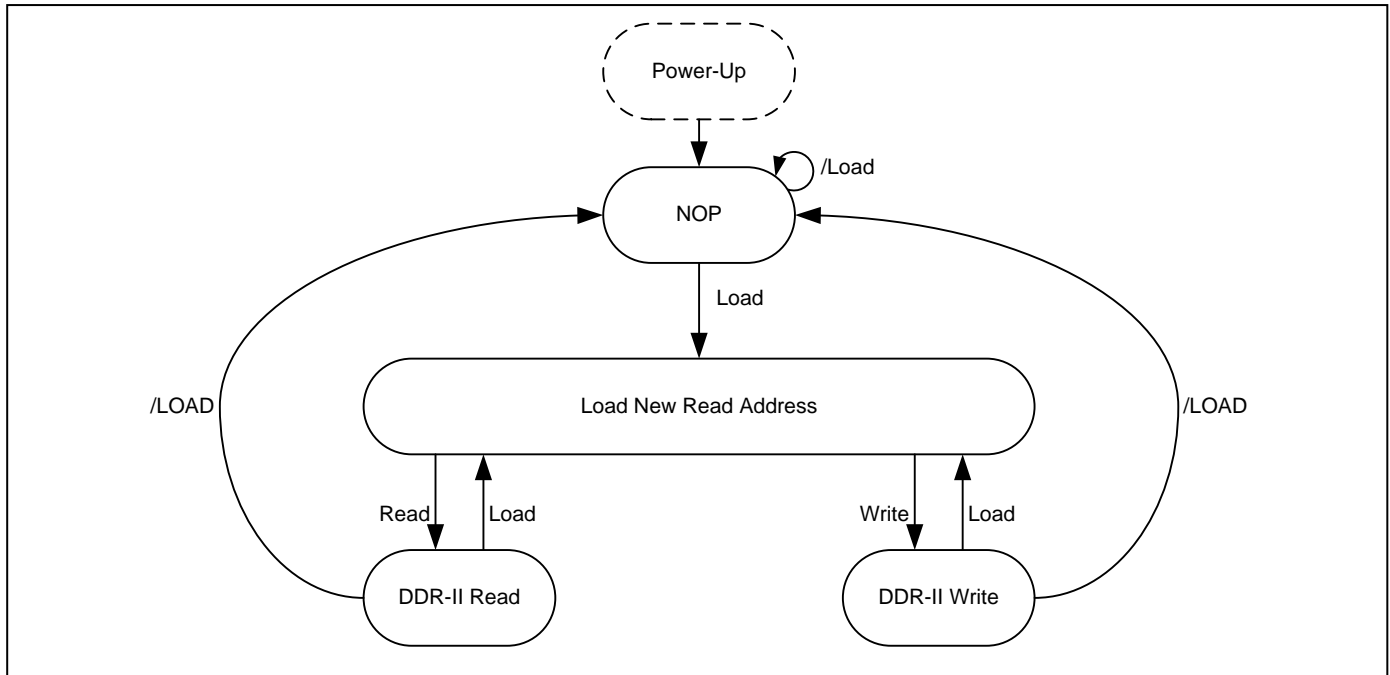 Power-Up
/Load
NOP
Load
/LOAD
Load New Read Address
/LOAD
Read
Load
Write
Load
DDR-II Read
DDR-II Write